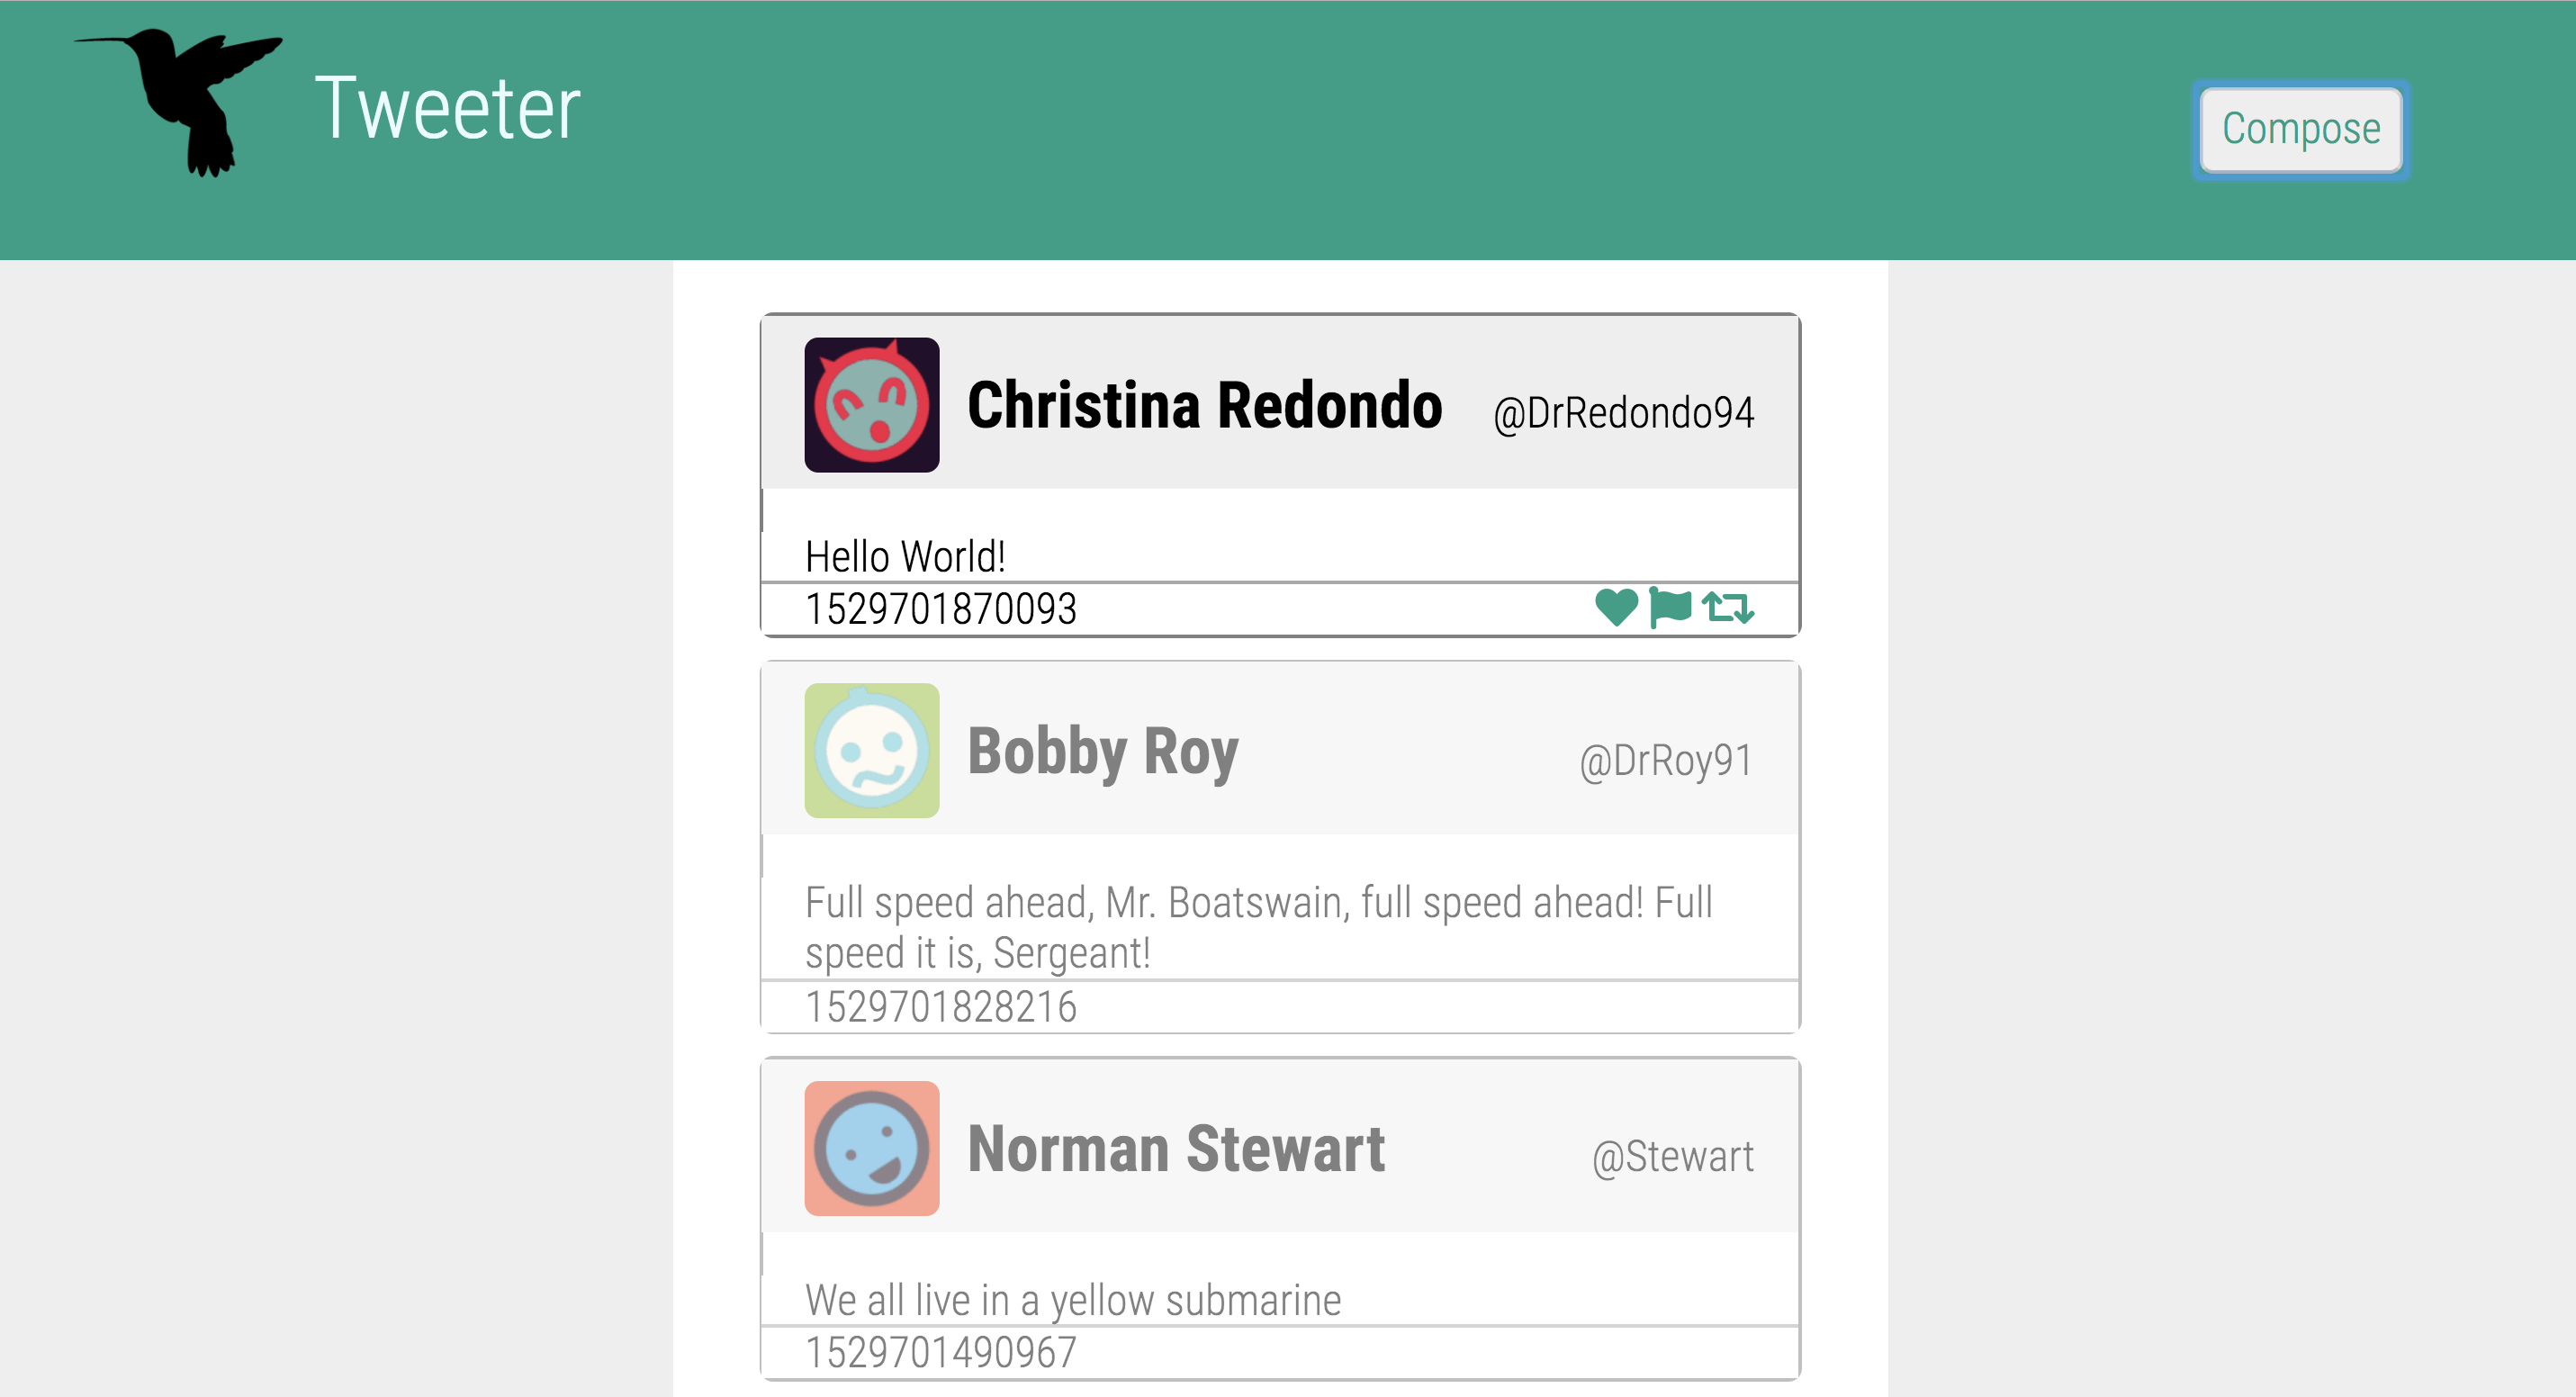 Tweeter
Compose
Christina Redondo @DrRedondo94
Hello World!
1529701870093
Bobby Roy @DrRoy91
Full speed ahead, Mr. Boatswain, full speed ahead! Full
speed it is, Sergeant!
1529701828216
Norman Stewart @Stewart
We all live in a yellow submarine
1529701490967